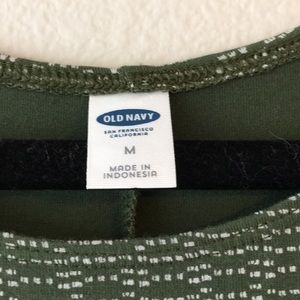 OLD NAVY
SAN FRANCISCO
CALIFORNIA
M
MADE IN
INDONESIA